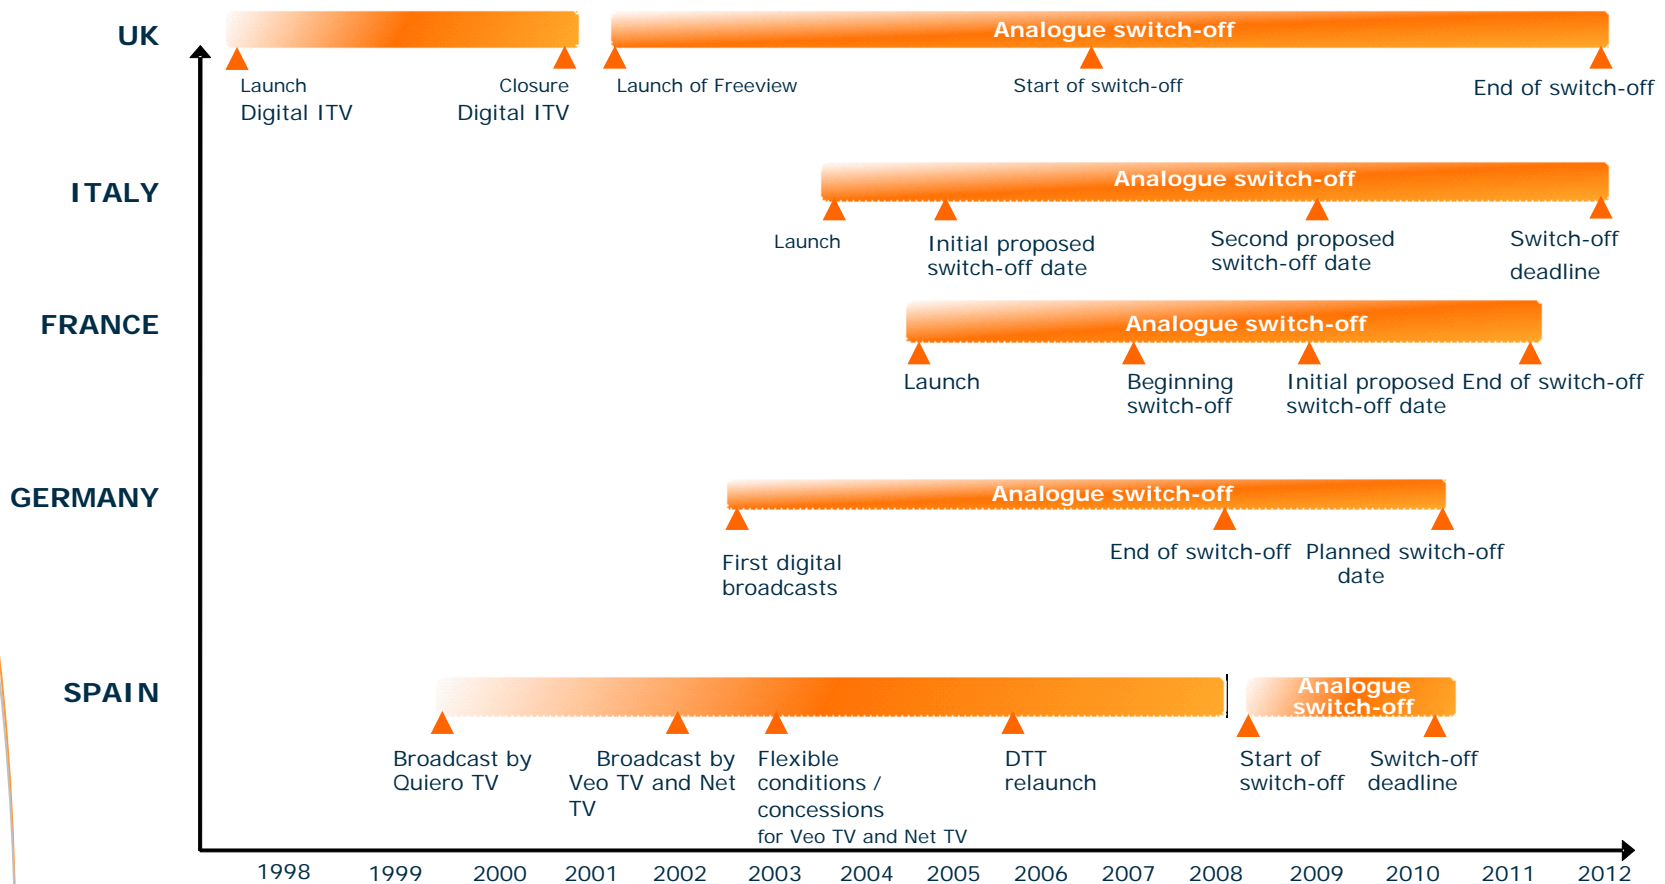 UK
Analogue switch-off
Launch
Digital ITV
Closure
Digital ITV
Launch of Freeview
Start of switch-off
End of switch-off
ITALY
Analogue switch-off
Launch
Initial proposed
switch-off date
Second proposed
switch-off date
Switch-off
deadline
FRANCE
Analogue switch-off
Launch
Beginning
switch-off
Initial proposed
switch-off date
End of switch-off
GERMANY
Analogue switch-off
First digital
broadcasts
End of switch-off
Planned switch-off
date
SPAIN
Analogue
switch-off
Broadcast by
Quiero TV
Broadcast by
Veo TV and Net
TV
Flexible
conditions /
concessions
for Veo TV and Net TV
DTT
relaunch
Start of
switch-off
Switch-off
deadline
1998 1999 2000 2001 2002 2003 2004 2005 2006 2007 2008 2009 2010 2011 2012